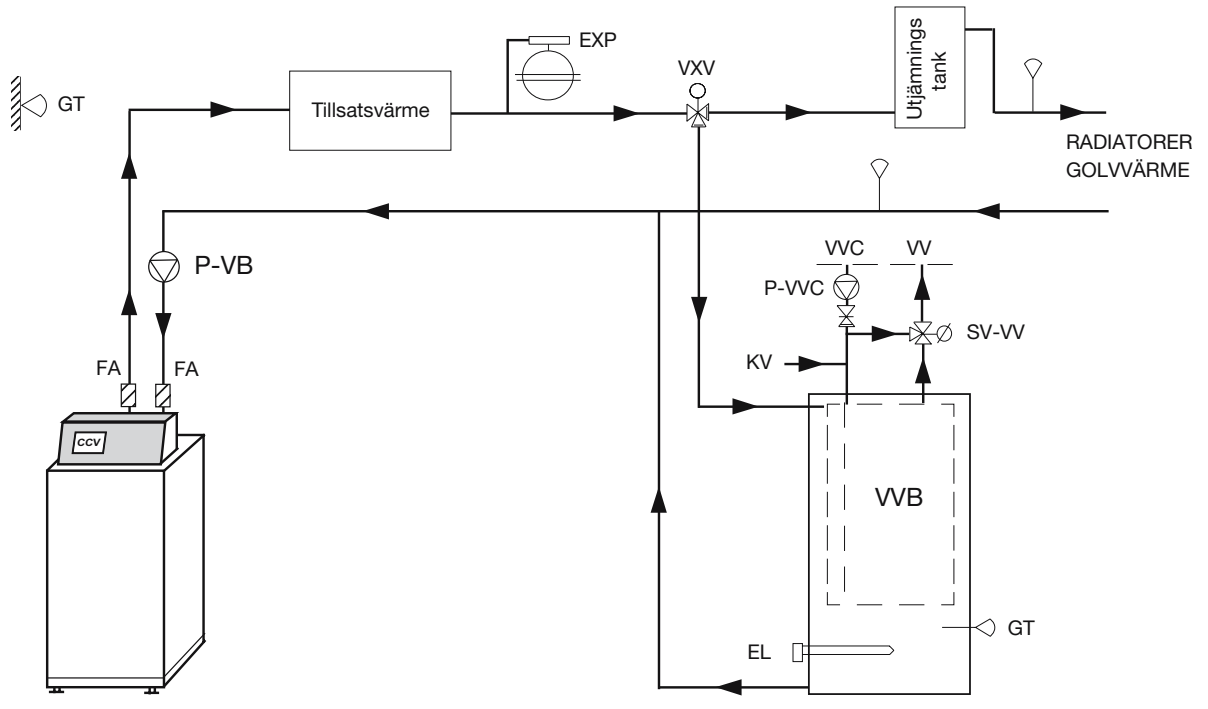 EXP
VXV
Utjämnings
tank
GT
Tillsatsvärme
RADIATORER
GOLVVÄRME
P-VB
VVC
VV
P-VVC
SV-VV
KV
FA
FA
CCV
VVB
GT
EL